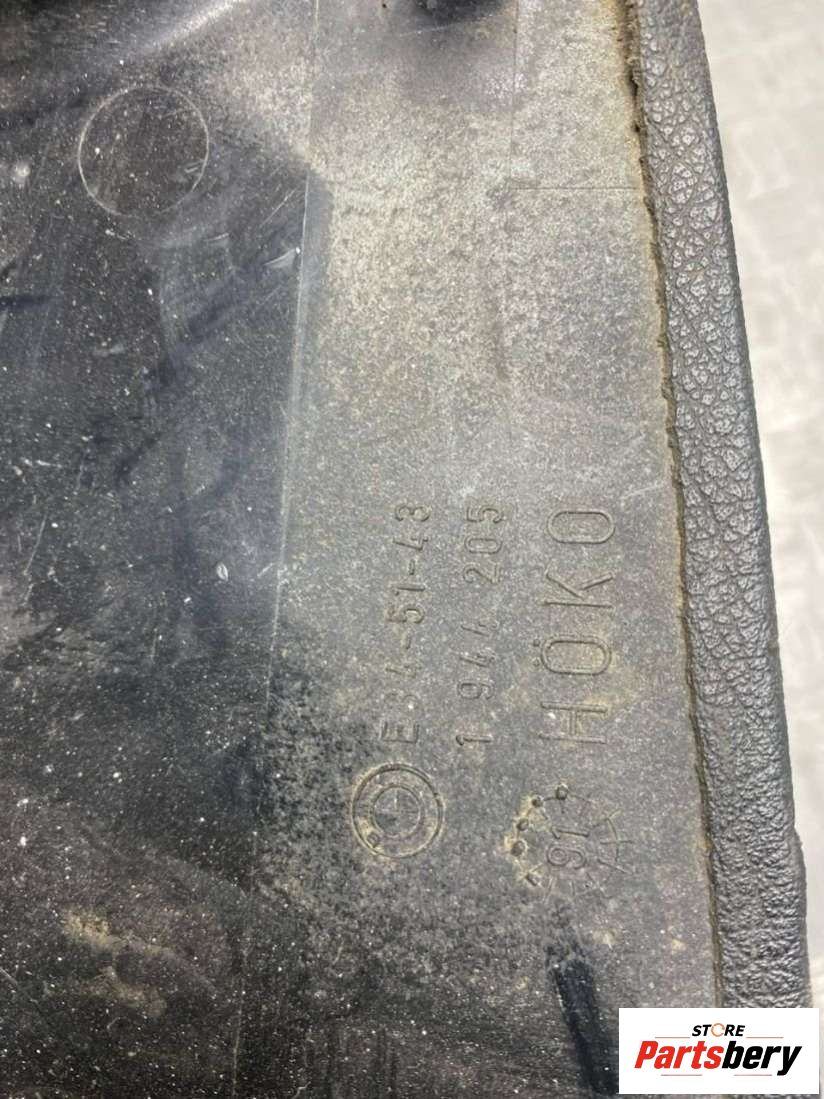 E34-51-43
1 944 205
HÖKO
91
STORE
Partsbery